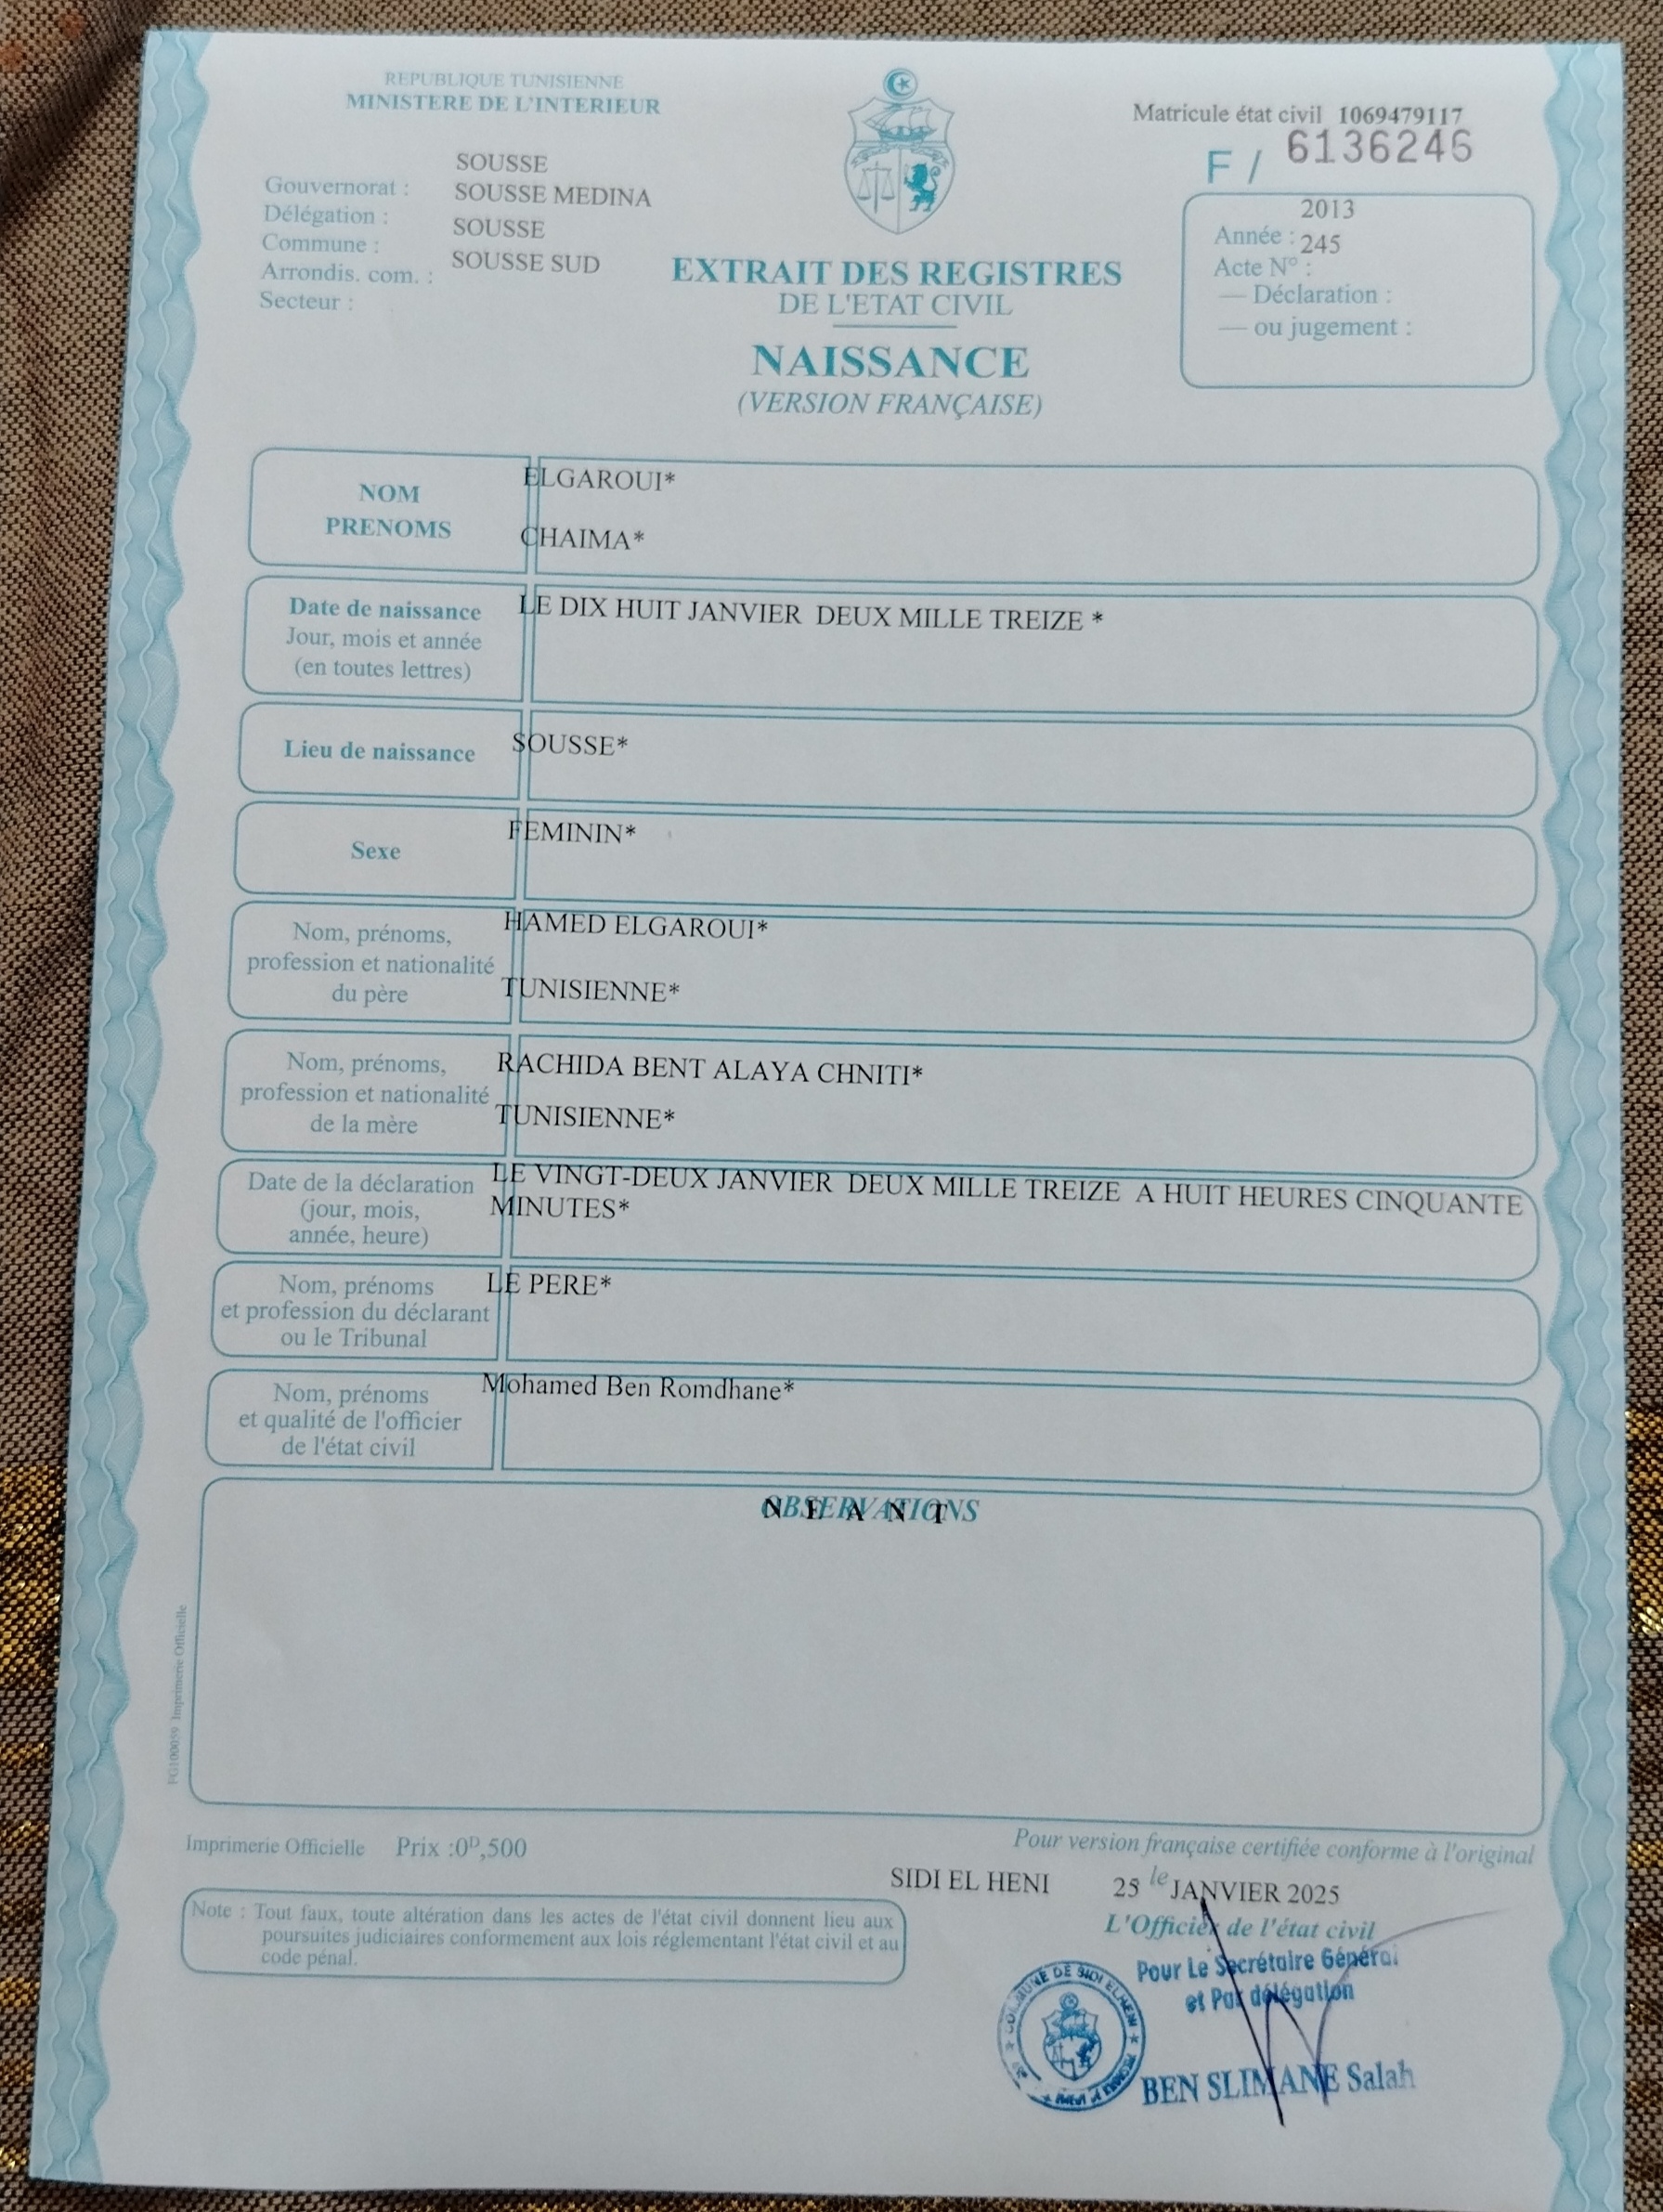 REPUBLIQUE TUNISIENNE
MINISTERE DE L'INTERIEUR
Matricule état civil 1069479117
F / 6136246
Gouvernorat : SOUSSE
Délégation : SOUSSE MEDINA
Commune : SOUSSE
Arrondis. com. : SOUSSE SUD
Secteur :
2013
Année :
245
Acte N° :
— Déclaration :
— ou jugement :
EXTRAIT DES REGISTRES
DE L'ETAT CIVIL
NAISSANCE
(VERSION FRANÇAISE)
NOM
PRENOMS
ELGAROUI*
CHAIMA*
Date de naissance
Jour, mois et année
(en toutes lettres)
LE DIX HUIT JANVIER DEUX MILLE TREIZE *
Lieu de naissance
SOUSSE*
Sexe
FEMININ*
Nom, prénoms,
profession et nationalité
du père
HAMED ELGAROUI*
TUNISIENNE*
Nom, prénoms,
profession et nationalité
de la mère
RACHIDA BENT ALAYA CHNITI*
TUNISIENNE*
Date de la déclaration
(jour, mois,
année, heure)
LE VINGT-DEUX JANVIER DEUX MILLE TREIZE A HUIT HEURES CINQUANTE
MINUTES*
Nom, prénoms
et profession du déclarant
ou le Tribunal
LE PERE*
Nom, prénoms
et qualité de l'officier
de l'état civil
Mohamed Ben Romdhane*
OBSERVATIONS
N E A N T
FG100059 Imprimerie Officielle
Imprimerie Officielle Prix :0ᴰ,500
Pour version française certifiée conforme à l'original
SIDI EL HENI 25 le JANVIER 2025
L'Officier de l'état civil
Note : Tout faux, toute altération dans les actes de l'état civil donnent lieu aux
poursuites judiciaires conformement aux lois réglementant l'état civil et au
code pénal.
Pour Le Secrétaire Général
et Par délégation
COMMUNE DE SIDI ELHENI
BEN SLIMANE Salah